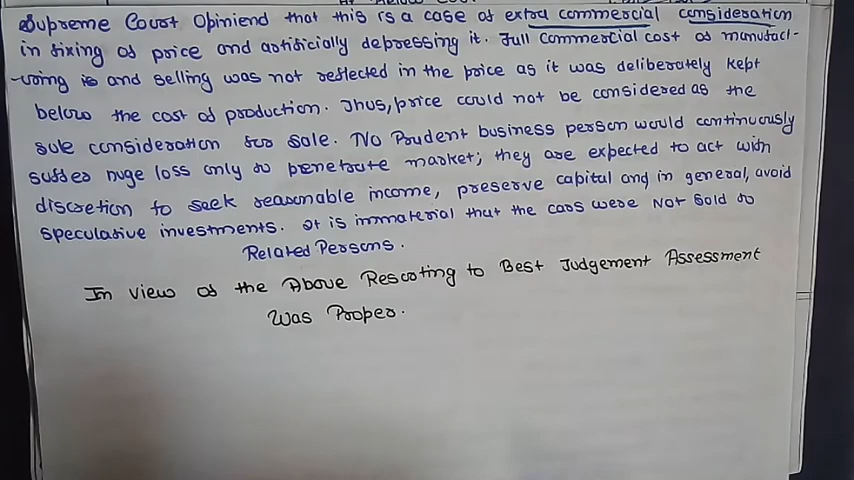 Supreme Court Opiniend that this is a case of extra commercial consideration
in fixing of price and artificially depressing it. Full commercial cost of manufact-
-uring is and selling was not reflected in the price as it was deliberately kept
below the cost of production. Thus, price could not be considered as the
sole consideration for sale. No Prudent business person would continuously
suffer huge loss only to penetrate market; they are expected to act with
discretion to seek reasonable income, preserve capital and in general, avoid
speculative investments. It is immaterial that the cars were Not sold to
Related Persons.
In view of the Above Resorting to Best Judgement Assessment
Was Proper.